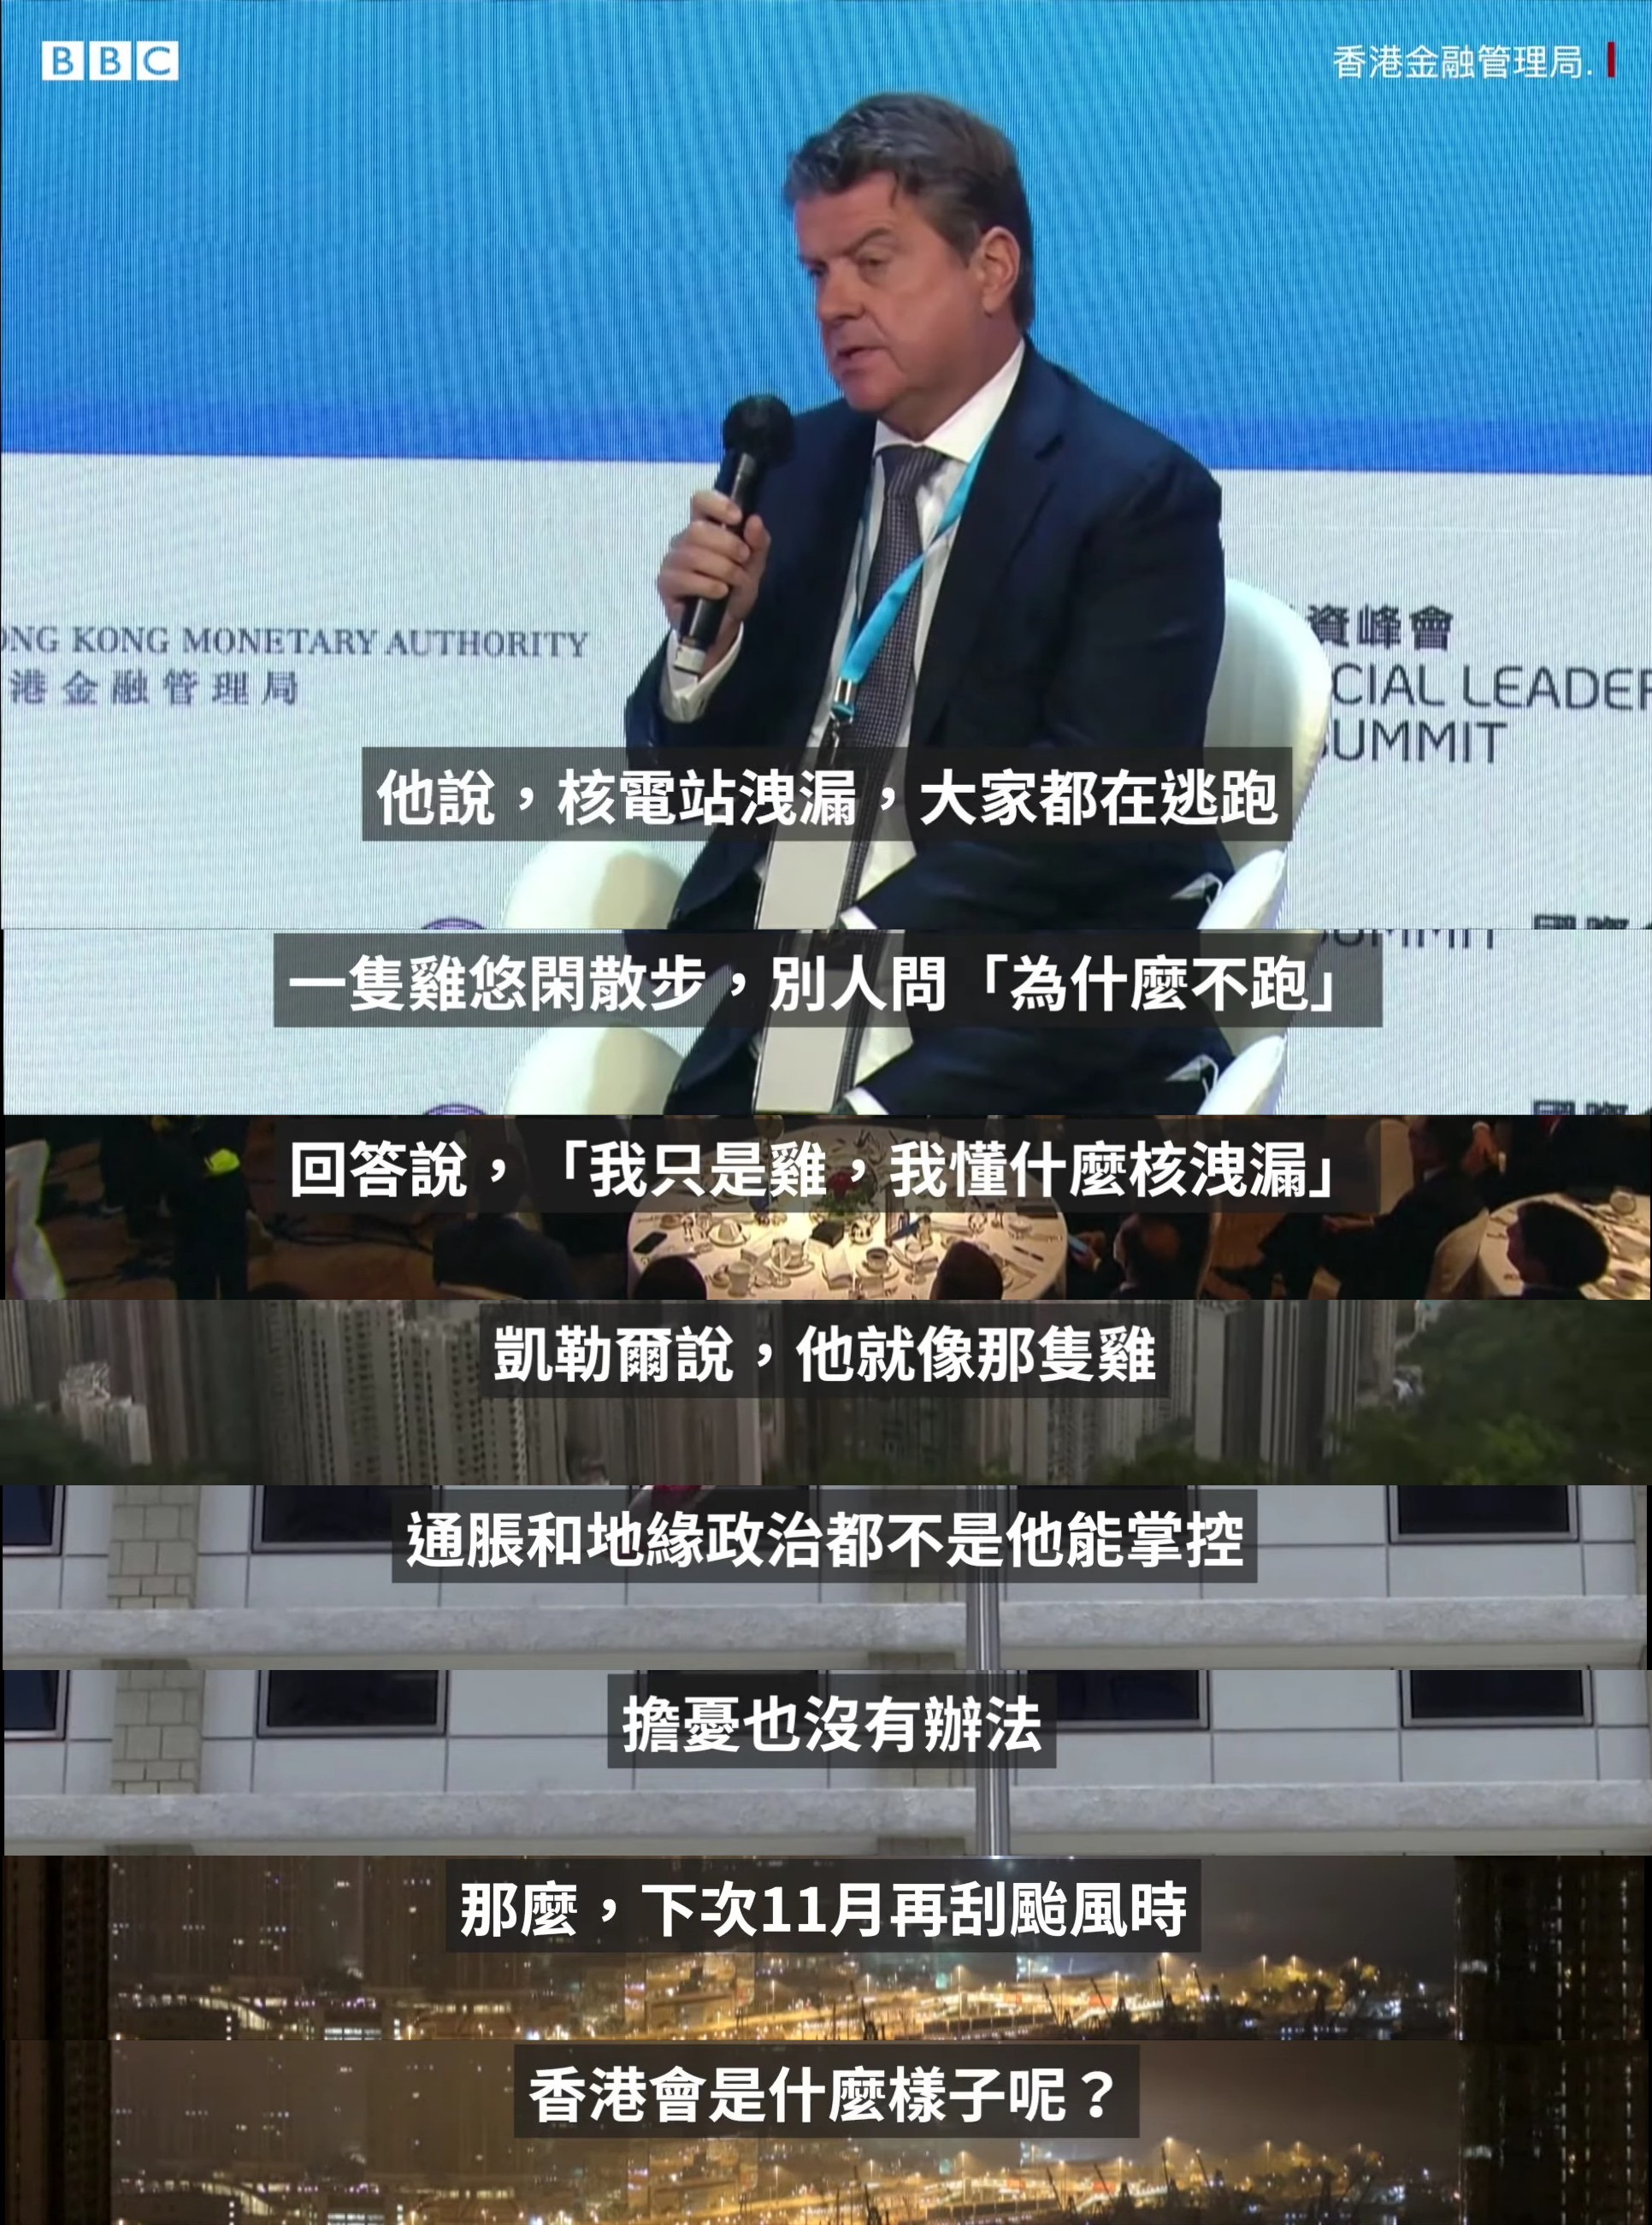 BBC
香港金融管理局.
ONG KONG MONETARY AUTHORITY
港金融管理局
資峰會
CIAL LEADER
SUMMIT
他說，核電站洩漏，大家都在逃跑
一隻雞悠閑散步，別人問「為什麼不跑」
回答說，「我只是雞，我懂什麼核洩漏」
凱勒爾說，他就像那隻雞
通脹和地緣政治都不是他能掌控
擔憂也沒有辦法
那麼，下次11月再刮颱風時
香港會是什麼樣子呢？